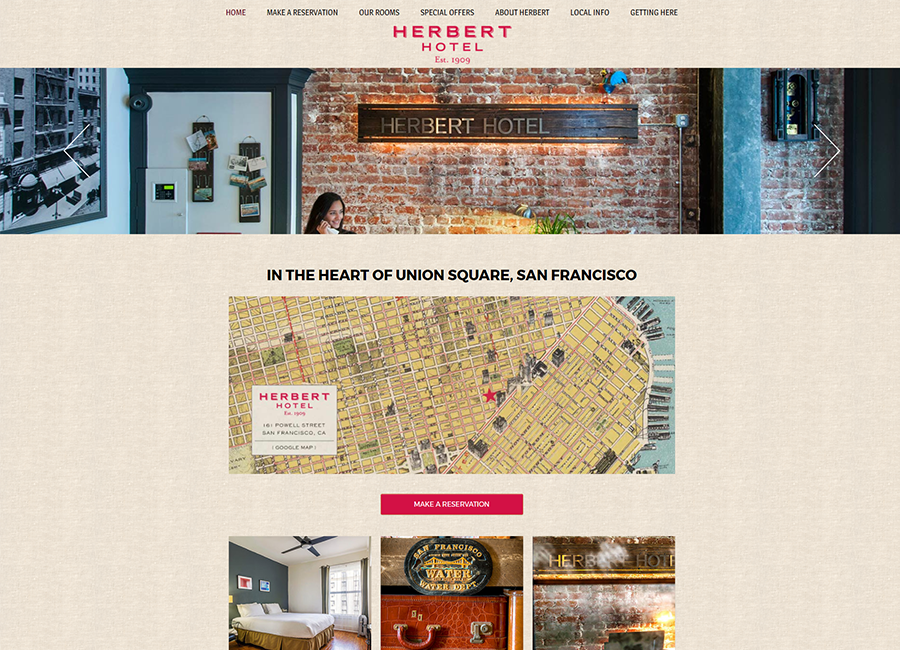 HOME MAKE A RESERVATION OUR ROOMS SPECIAL OFFERS ABOUT HERBERT LOCAL INFO GETTING HERE
HERBERT
HOTEL
Est. 1909
HERBERT HOTEL
IN THE HEART OF UNION SQUARE, SAN FRANCISCO
HERBERT
HOTEL
Est. 1909
161 POWELL STREET
SAN FRANCISCO, CA
| GOOGLE MAP |
MAKE A RESERVATION
SAN FRANCISCO
WATER
WATER DEPT
HERBERT HOTE